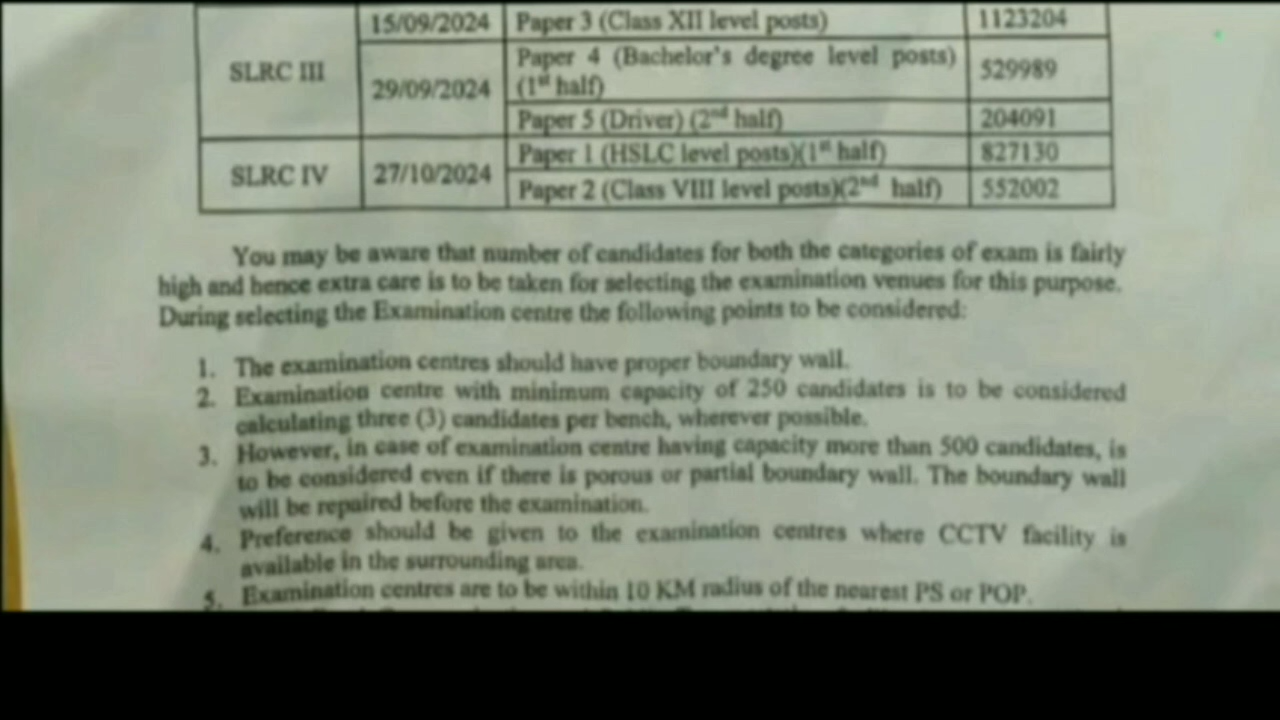 15/09/2024 Paper 3 (Class XII level posts) 1123204
SLRC III 29/09/2024 Paper 4 (Bachelor's degree level posts) (1st half) 529989
Paper 5 (Driver) (2nd half) 204091
SLRC IV 27/10/2024 Paper 1 (HSLC level posts)(1st half) 827130
Paper 2 (Class VIII level posts)(2nd half) 552002
You may be aware that number of candidates for both the categories of exam is fairly
high and hence extra care is to be taken for selecting the examination venues for this purpose.
During selecting the Examination centre the following points to be considered:
1. The examination centres should have proper boundary wall.
2. Examination centre with minimum capacity of 250 candidates is to be considered
calculating three (3) candidates per bench, wherever possible.
3. However, in case of examination centre having capacity more than 500 candidates, is
to be considered even if there is porous or partial boundary wall. The boundary wall
will be repaired before the examination.
4. Preference should be given to the examination centres where CCTV facility is
available in the surrounding area.
5. Examination centres are to be within 10 KM radius of the nearest PS or POP.